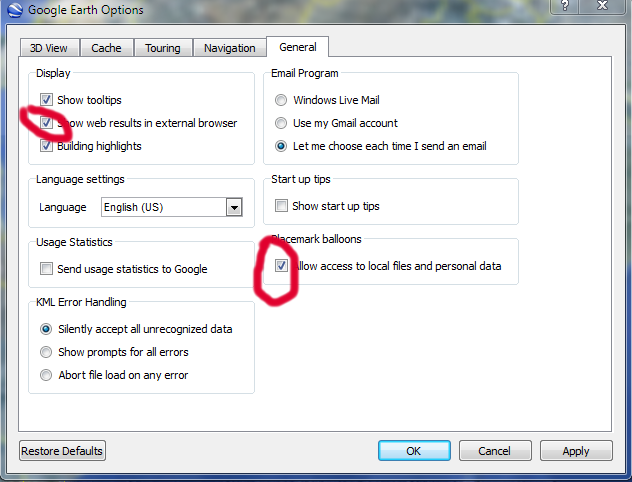 Google Earth Options
?
X
3D View
Cache
Touring
Navigation
General
Display
Show tooltips
Show web results in external browser
Building highlights
Language settings
Language
English (US)
Usage Statistics
Send usage statistics to Google
KML Error Handling
Silently accept all unrecognized data
Show prompts for all errors
Abort file load on any error
Email Program
Windows Live Mail
Use my Gmail account
Let me choose each time I send an email
Start up tips
Show start up tips
Placemark balloons
Allow access to local files and personal data
Restore Defaults
OK
Cancel
Apply